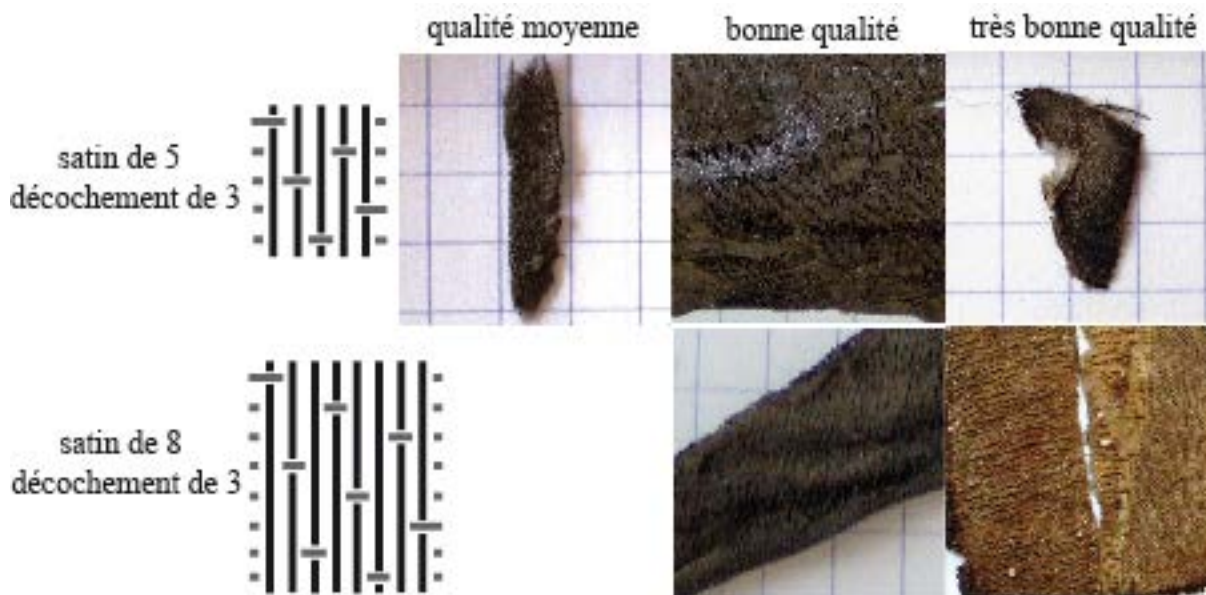 qualité moyenne
bonne qualité
très bonne qualité
satin de 5
décochement de 3
satin de 8
décochement de 3